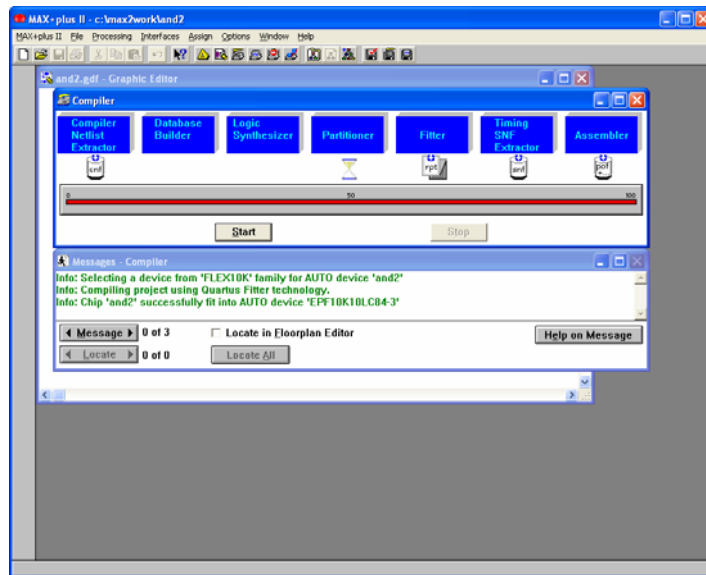 MAX+plus II - c:\max2work\and2
MAX+plus II File Processing Interfaces Assign Options Window Help
and2.gdf - Graphic Editor
Compiler
Compiler Netlist Extractor
Database Builder
Logic Synthesizer
Partitioner
Fitter
Timing SNF Extractor
Assembler
cnf
rpt
snf
pof
0 50 100
Start Stop
Messages - Compiler
Info: Selecting a device from 'FLEX10K' family for AUTO device 'and2'
Info: Compiling project using Quartus Fitter technology.
Info: Chip 'and2' successfully fit into AUTO device 'EPF10K10LC84-3'
Message 0 of 3 Locate in Floorplan Editor Help on Message
Locate 0 of 0 Locate All